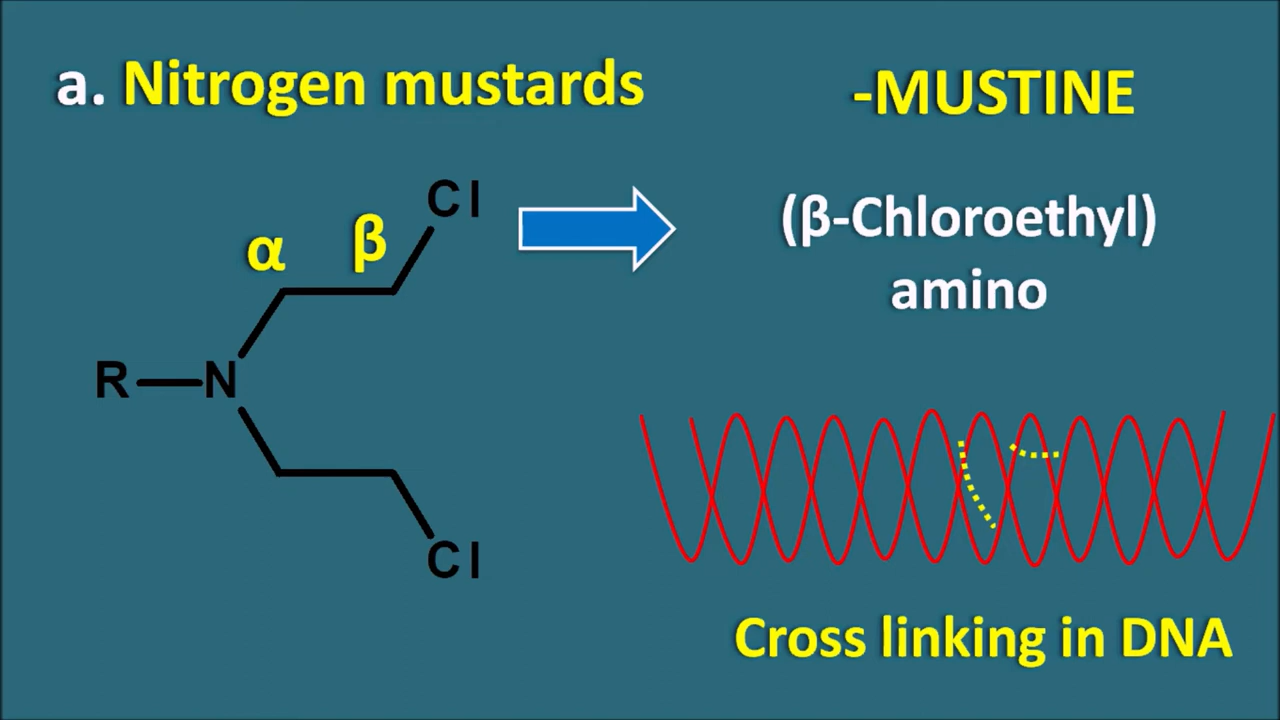 a. Nitrogen mustards
-MUSTINE
Cl
α β
R—N
Cl
(β-Chloroethyl)
amino
Cross linking in DNA